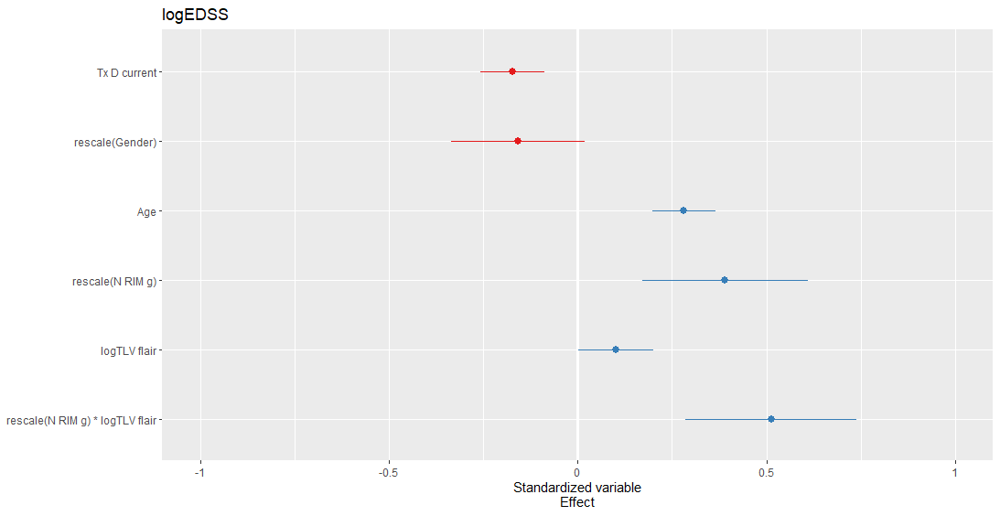 logEDSS
Tx D current
rescale(Gender)
Age
rescale(N RIM g)
logTLV flair
rescale(N RIM g) * logTLV flair
-1 -0.5 0 0.5 1
Standardized variable
Effect